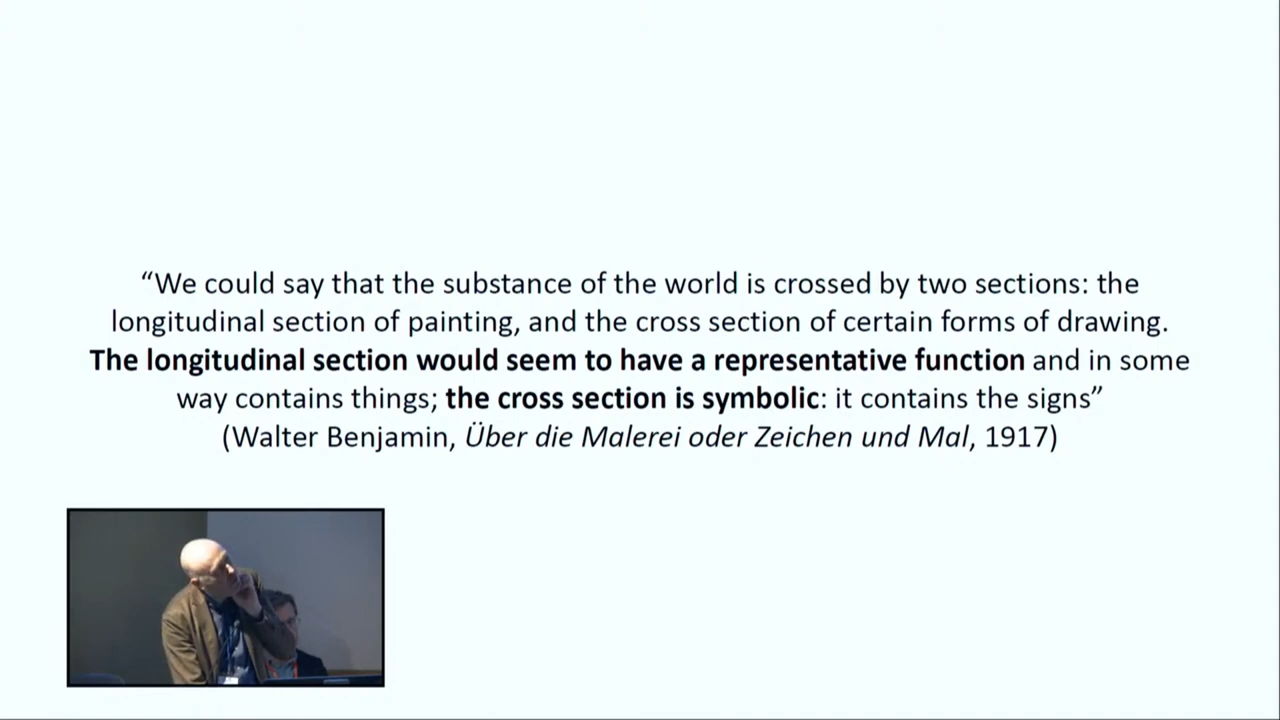 “We could say that the substance of the world is crossed by two sections: the
longitudinal section of painting, and the cross section of certain forms of drawing.
The longitudinal section would seem to have a representative function and in some
way contains things; the cross section is symbolic: it contains the signs”
(Walter Benjamin, Über die Malerei oder Zeichen und Mal, 1917)